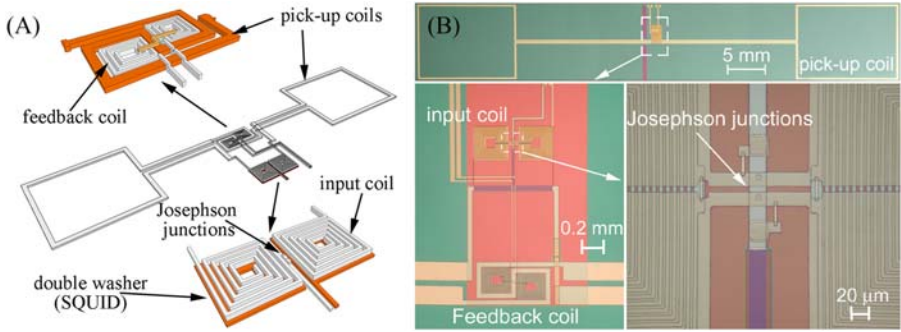 (A)
pick-up coils
feedback coil
input coil
Josephson
junctions
double washer
(SQUID)
(B)
5 mm
pick-up coil
input coil
0.2 mm
Feedback coil
Josephson junctions
20 μm